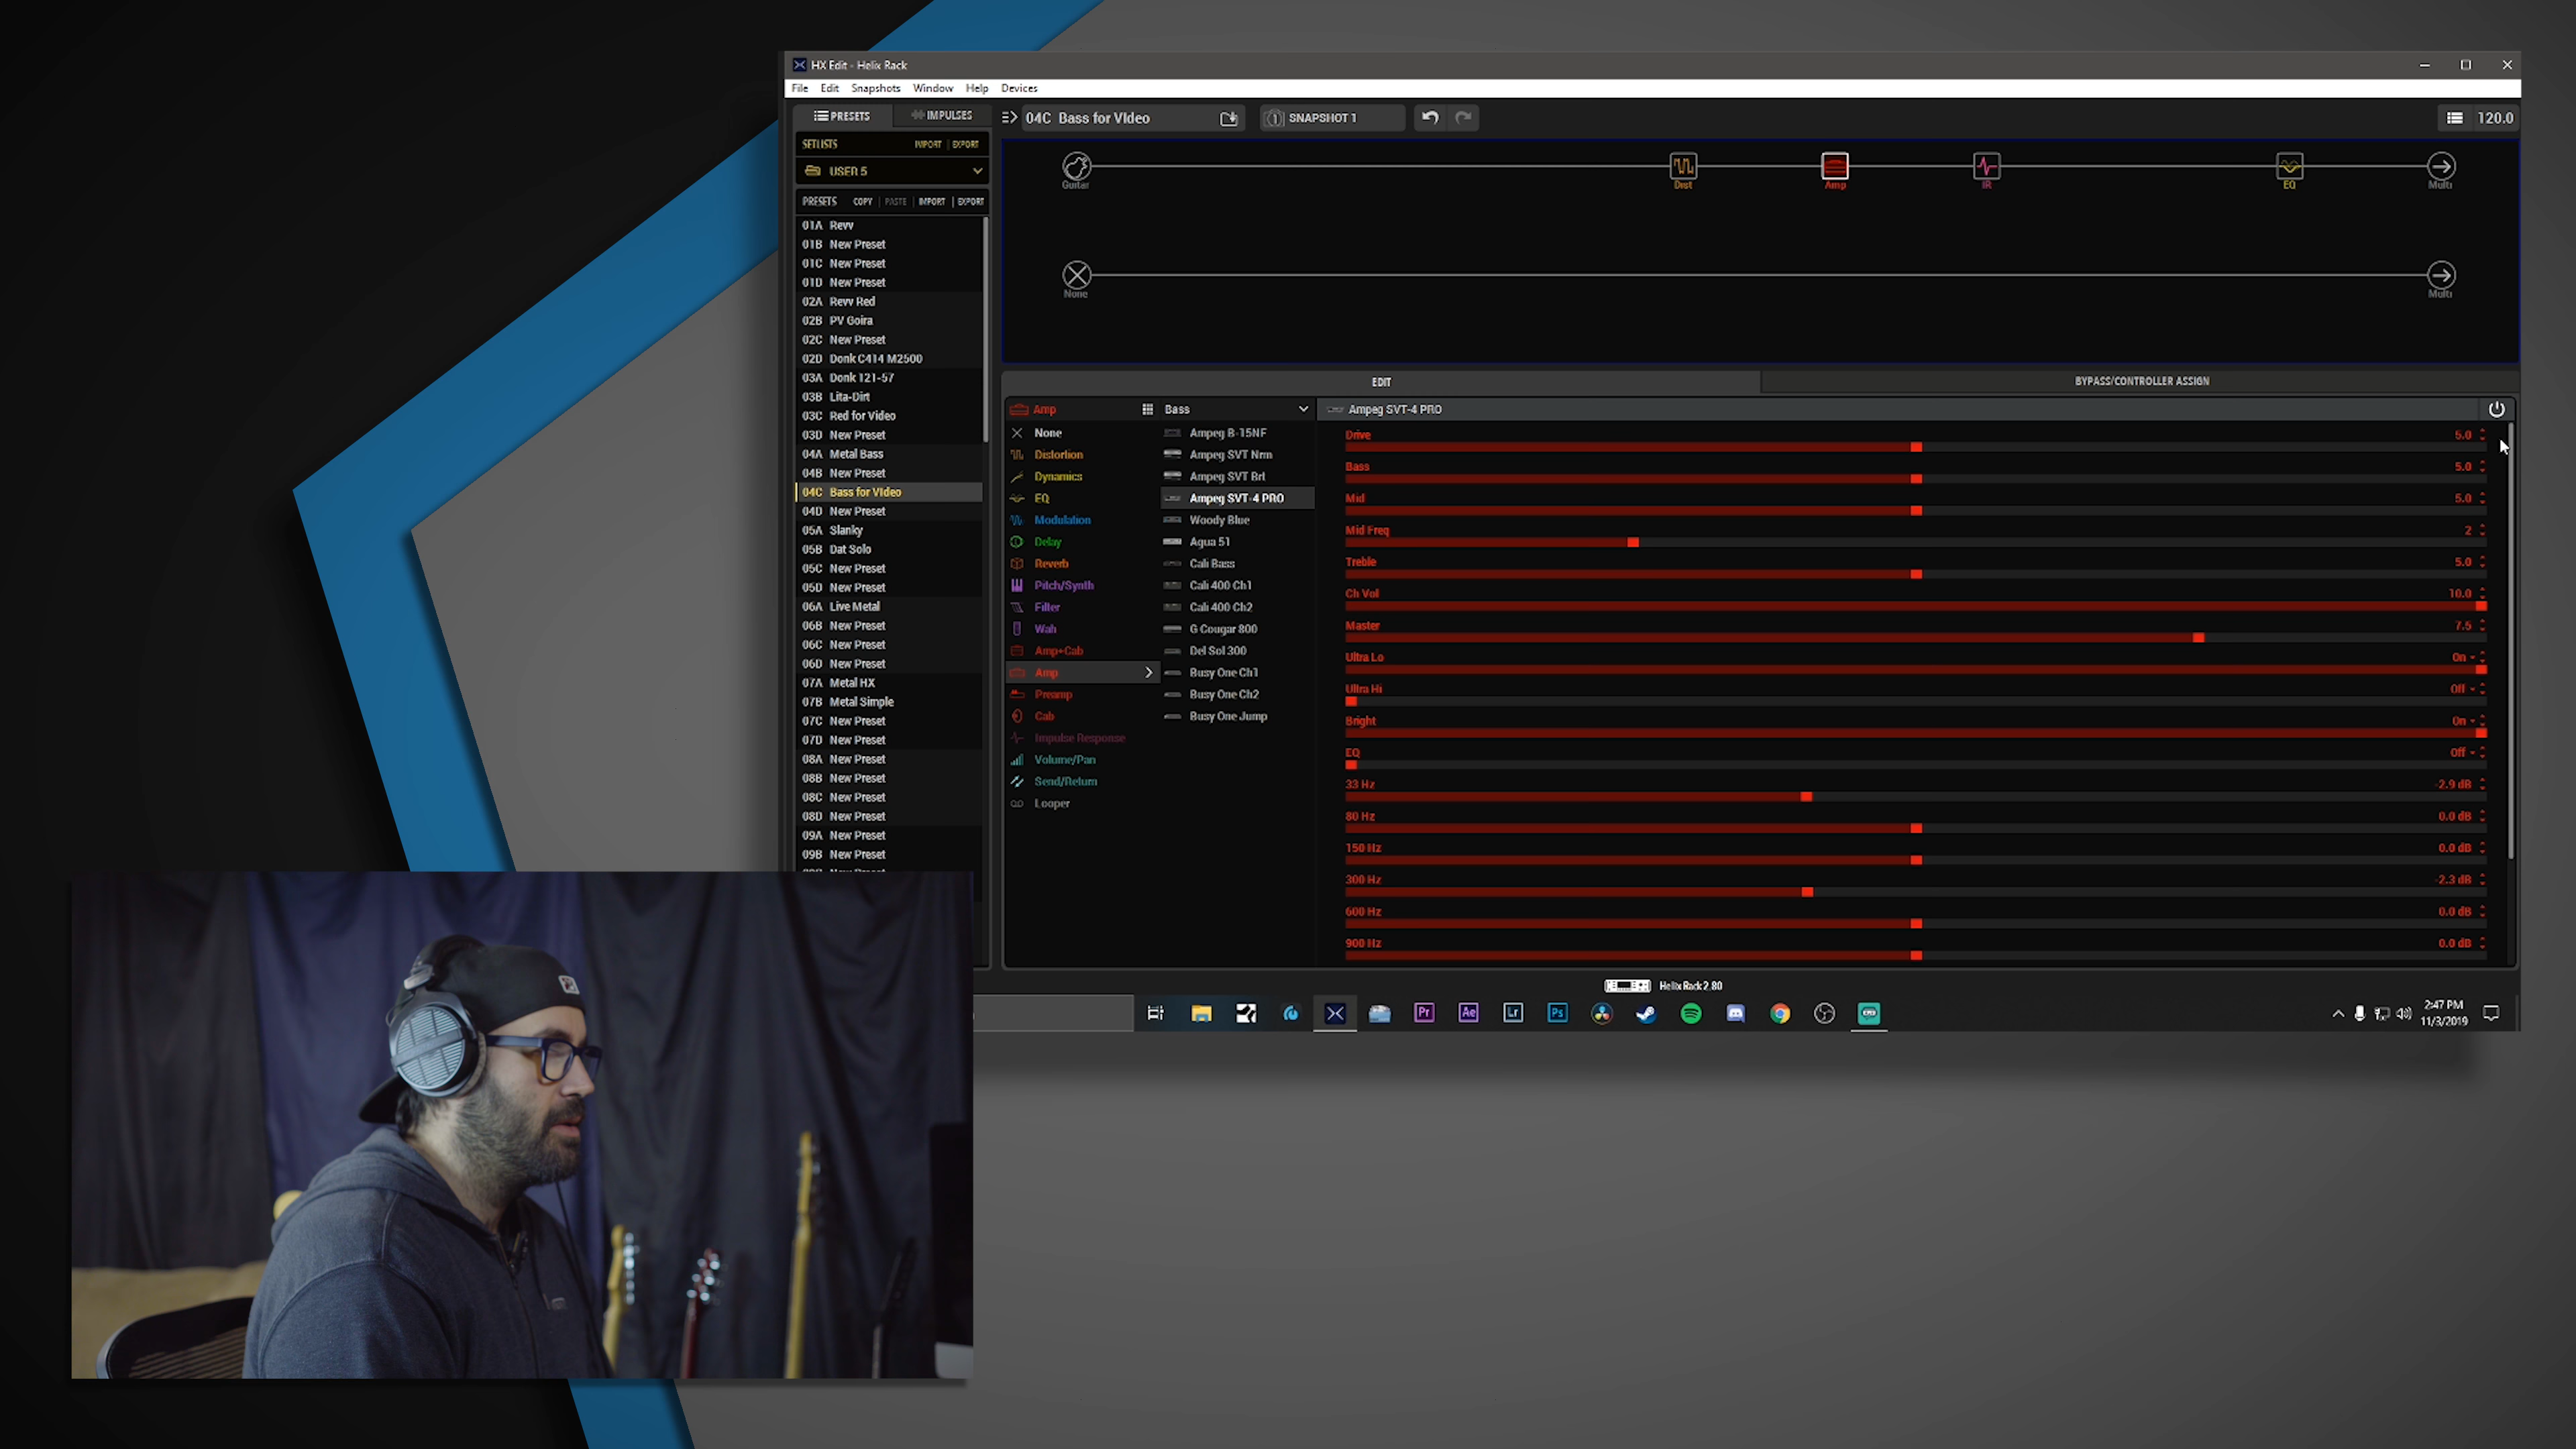 HX Edit - Helix Rack
File Edit Snapshots Window Help Devices
PRESETS IMPULSES
04C Bass for VIdeo
SNAPSHOT 1
120.0
SETLISTS IMPORT | EXPORT
USER 5
PRESETS COPY | PASTE | IMPORT | EXPORT
01A Revv
01B New Preset
01C New Preset
01D New Preset
02A Revv Red
02B PV Goira
02C New Preset
02D Donk C414 M2500
03A Donk 121-57
03B Lita-Dirt
03C Red for Video
03D New Preset
04A Metal Bass
04B New Preset
04C Bass for VIdeo
04D New Preset
05A Slanky
05B Dat Solo
05C New Preset
05D New Preset
06A Live Metal
06B New Preset
06C New Preset
06D New Preset
07A Metal HX
07B Metal Simple
07C New Preset
07D New Preset
08A New Preset
08B New Preset
08C New Preset
08D New Preset
09A New Preset
09B New Preset
Guitar Dist Amp IR EQ Multi
None Multi
EDIT BYPASS/CONTROLLER ASSIGN
Amp
None
Distortion
Dynamics
EQ
Modulation
Delay
Reverb
Pitch/Synth
Filter
Wah
Amp+Cab
Amp
Preamp
Cab
Impulse Response
Volume/Pan
Send/Return
Looper
Bass
Ampeg B-15NF
Ampeg SVT Nrm
Ampeg SVT Brt
Ampeg SVT-4 PRO
Woody Blue
Agua 51
Cali Bass
Cali 400 Ch1
Cali 400 Ch2
G Cougar 800
Del Sol 300
Busy One Ch1
Busy One Ch2
Busy One Jump
Ampeg SVT-4 PRO
Drive 5.0
Bass 5.0
Mid 5.0
Mid Freq 2
Treble 5.0
Ch Vol 10.0
Master 7.5
Ultra Lo On
Ultra Hi Off
Bright On
EQ Off
33 Hz -2.9 dB
80 Hz 0.0 dB
150 Hz 0.0 dB
300 Hz -2.3 dB
600 Hz 0.0 dB
900 Hz 0.0 dB
Helix Rack 2.80
Pr Ae Lr Ps
2:47 PM
11/3/2019